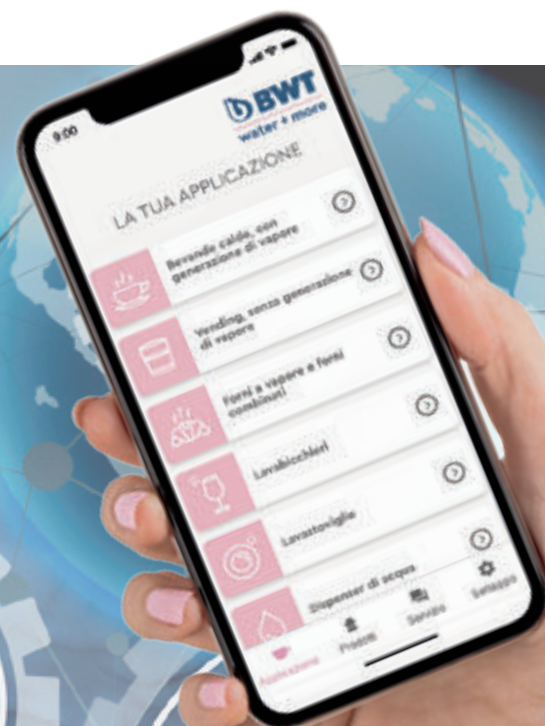 9:00
BWT
water + more
LA TUA APPLICAZIONE
Bevande calde, con
generazione di vapore
Vending, senza generazione
di vapore
Forni a vapore e forni
combinati
Lavabicchieri
Lavastoviglie
Dispenser di acqua
Applicazione
Prodotti
Servizio